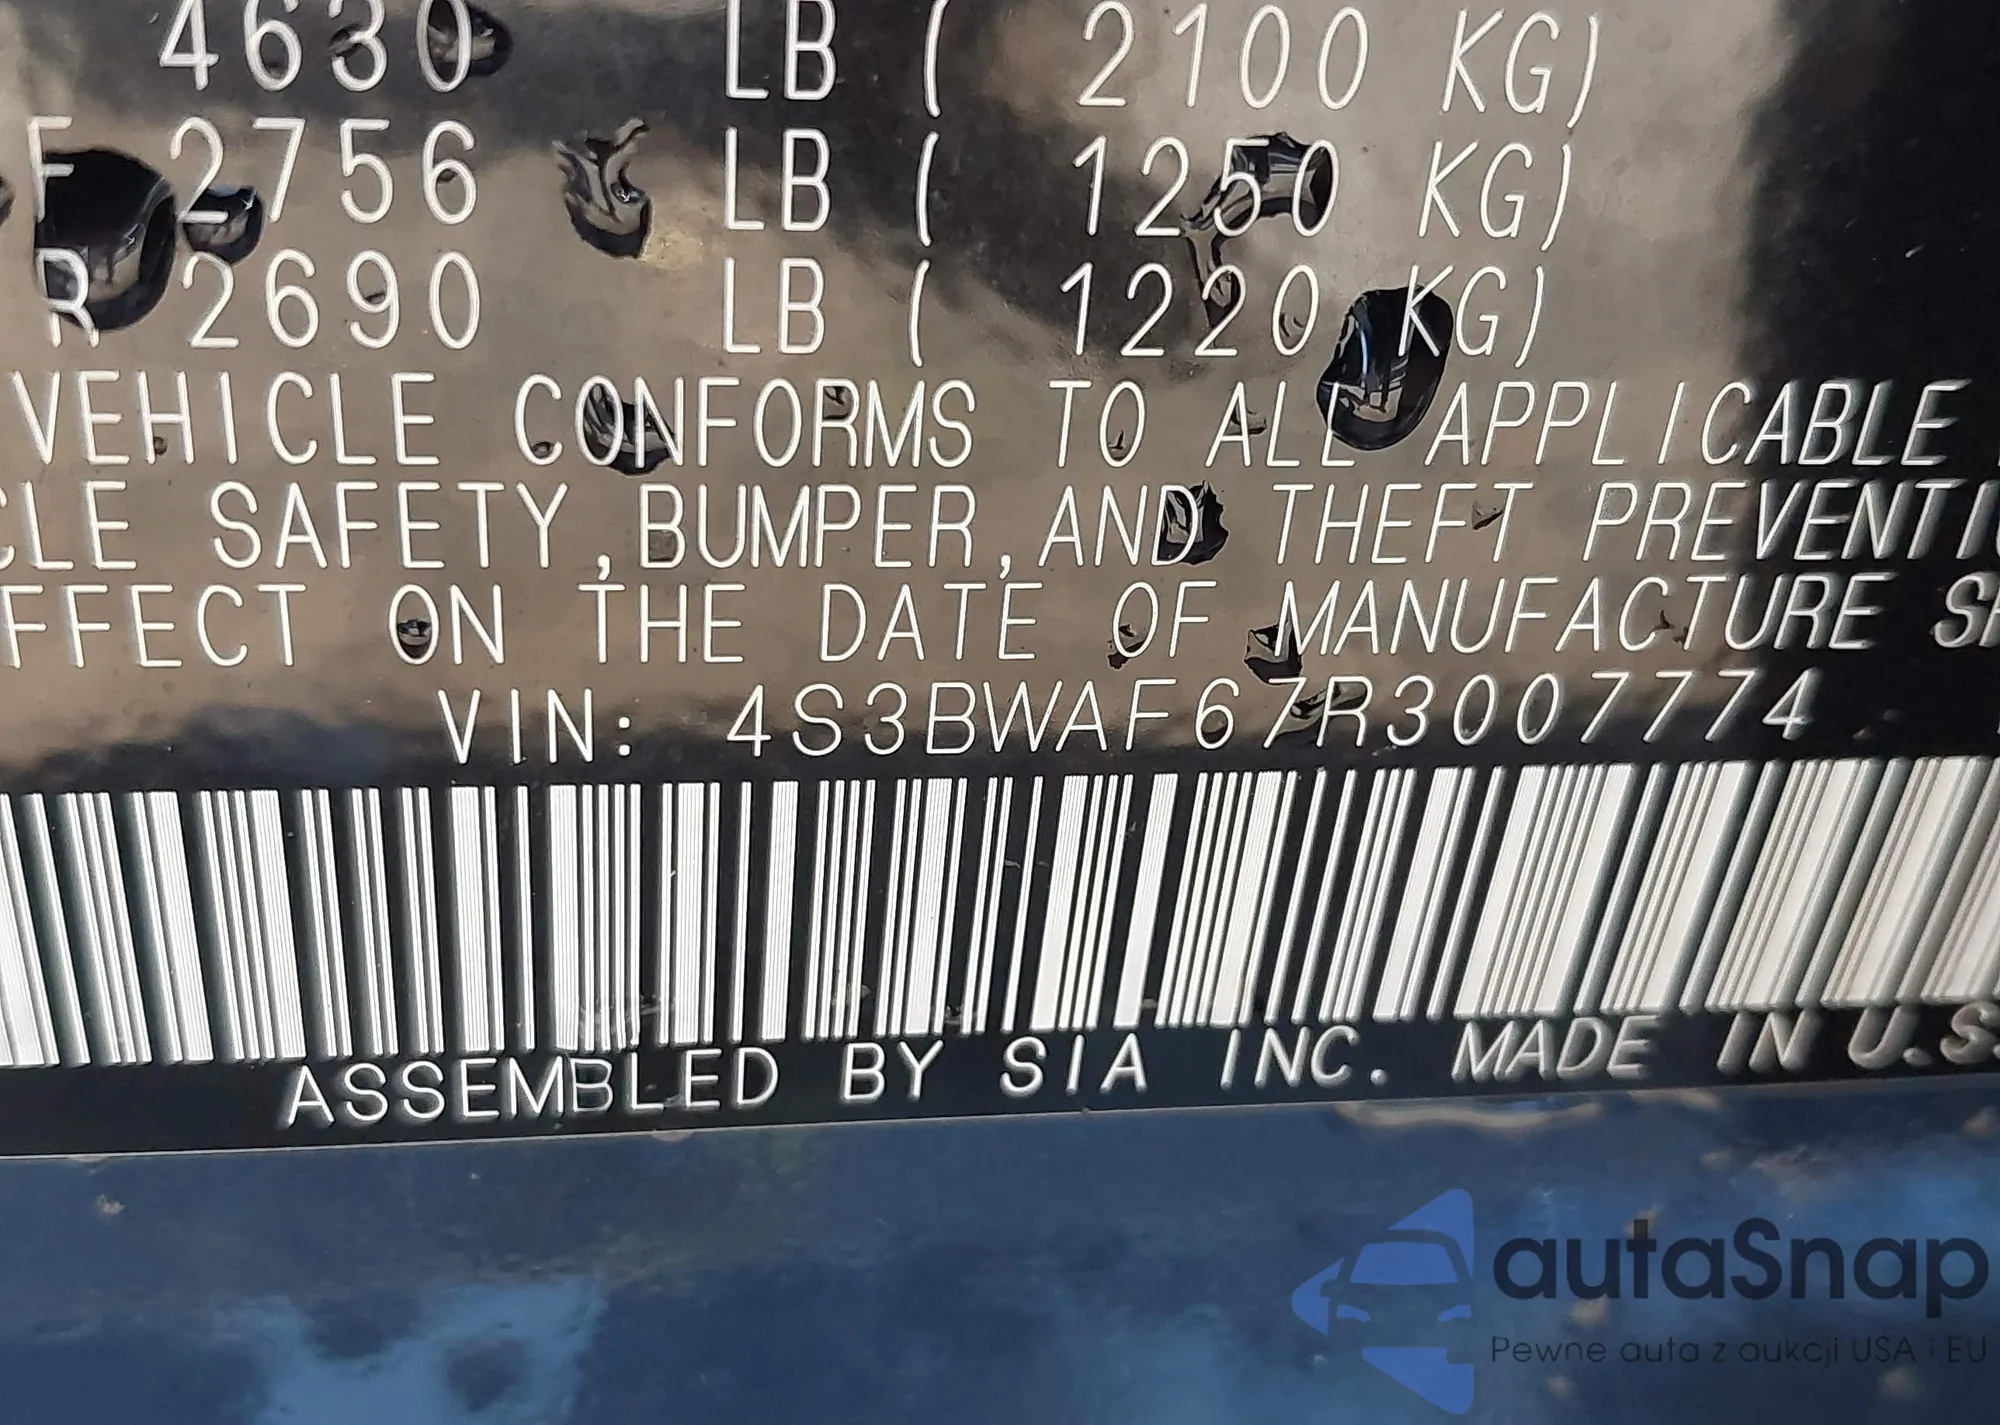 4630 LB ( 2100 KG)
F 2756 LB ( 1250 KG)
R 2690 LB ( 1220 KG)
VEHICLE CONFORMS TO ALL APPLICABLE
CLE SAFETY,BUMPER,AND THEFT PREVENTI
FFECT ON THE DATE OF MANUFACTURE
VIN: 4S3BWAF67R3007774
ASSEMBLED BY SIA INC. MADE IN U.S.
autaSnap
Pewne auta z aukcji USA i EU